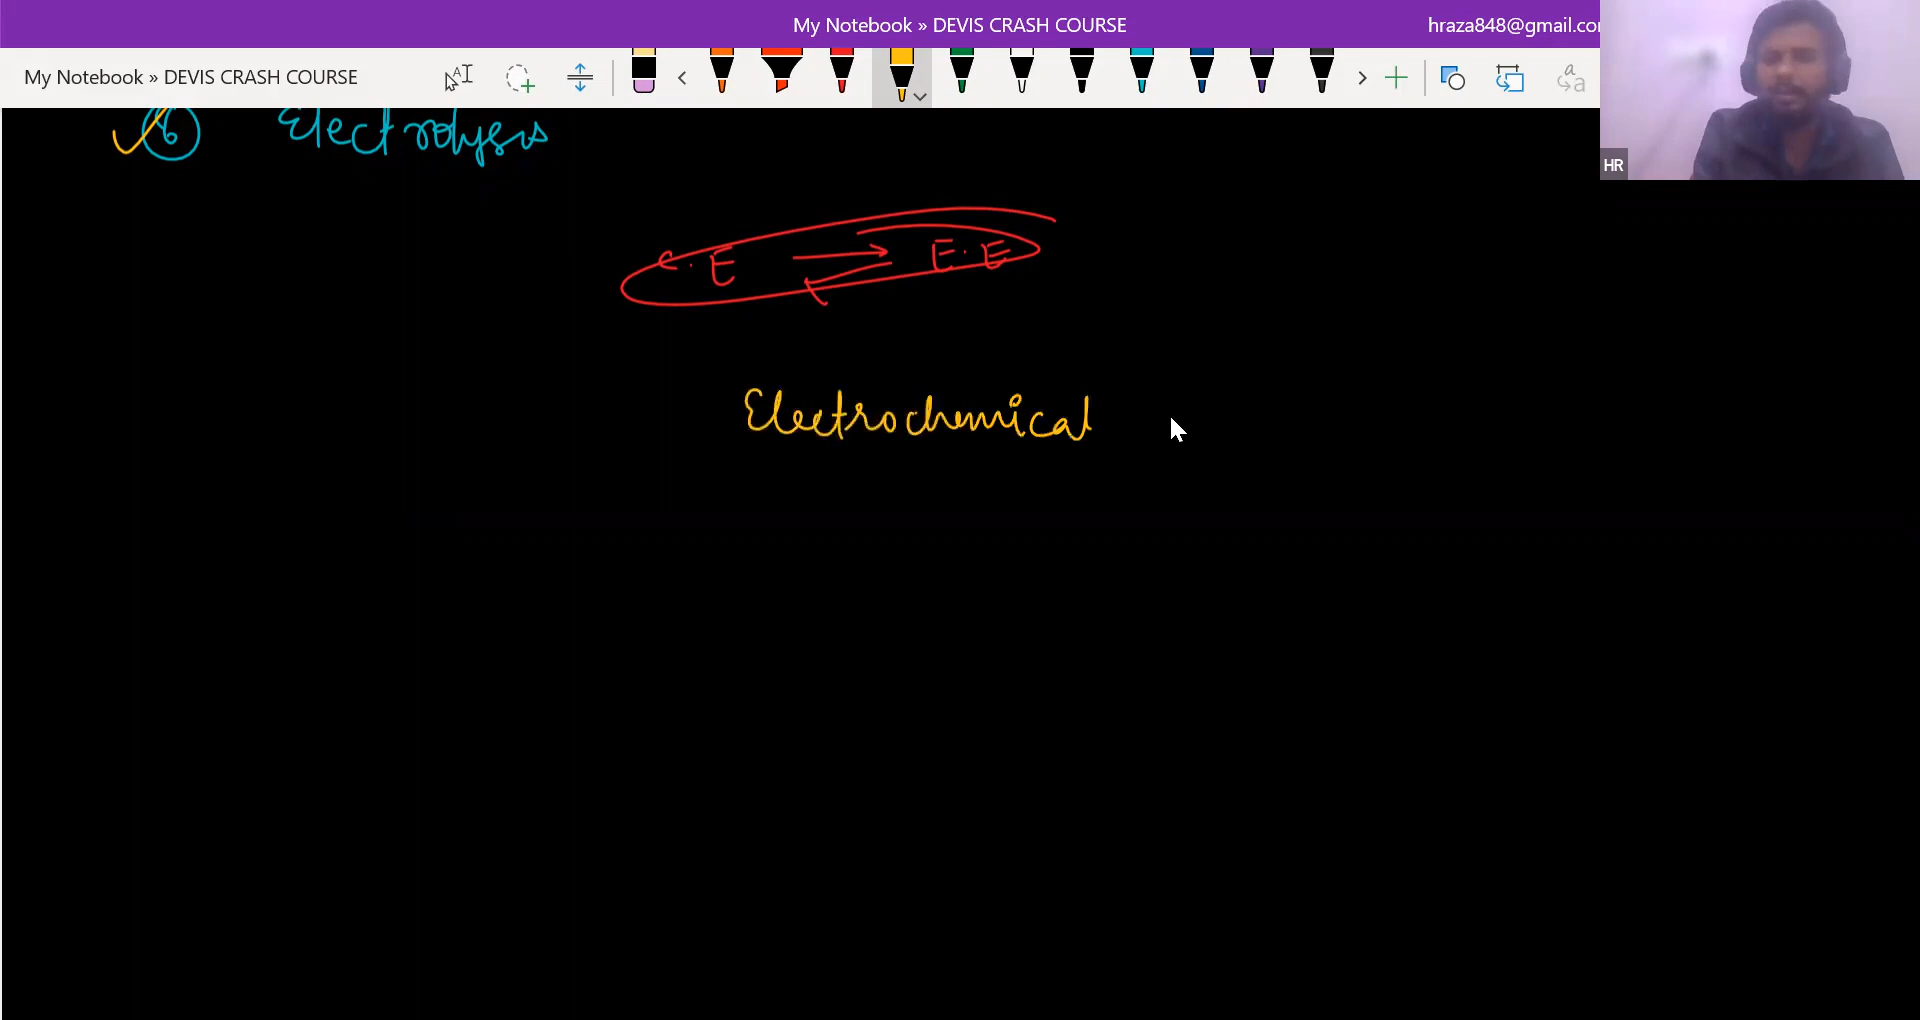 My Notebook » DEVIS CRASH COURSE
hraza848@gmail.co
My Notebook » DEVIS CRASH COURSE
HR
6 Electrolysis
C.E → E.E
Electrochemical